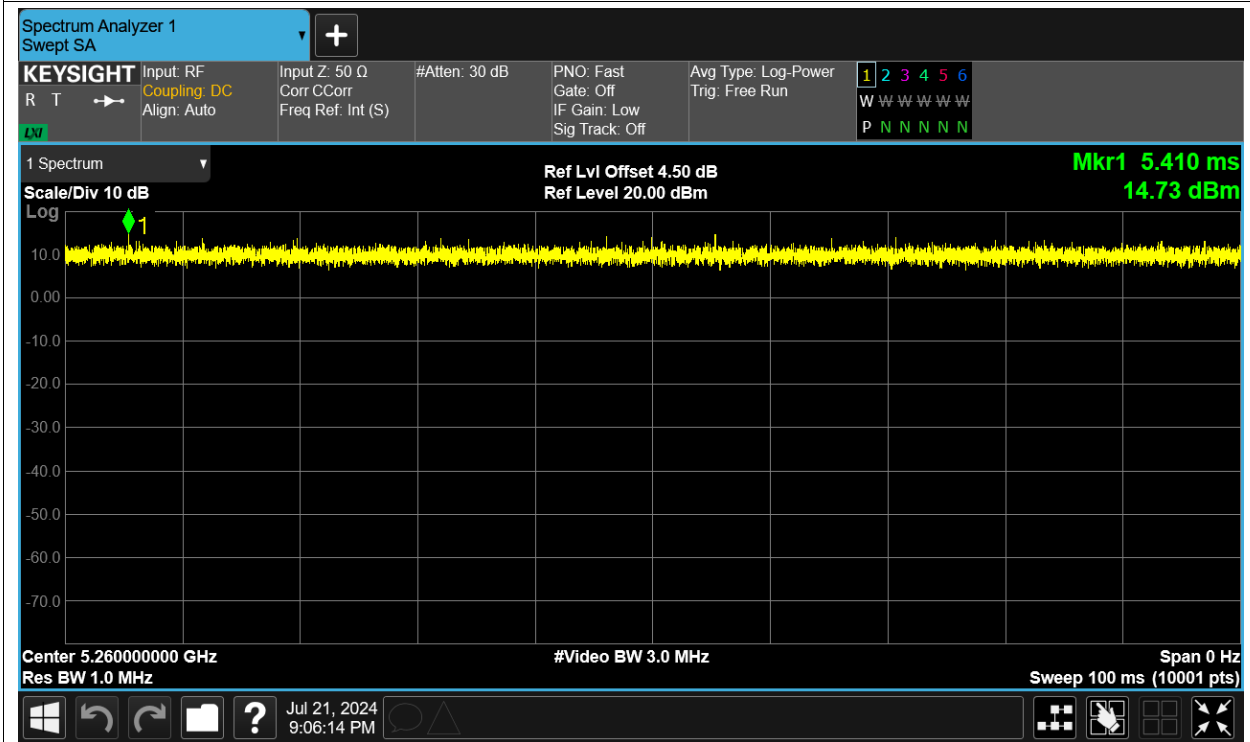 Spectrum Analyzer 1
Swept SA
KEYSIGHT
R T
LXI
Input: RF
Coupling: DC
Align: Auto
Input Z: 50 Ω
Corr CCorr
Freq Ref: Int (S)
#Atten: 30 dB
PNO: Fast
Gate: Off
IF Gain: Low
Sig Track: Off
Avg Type: Log-Power
Trig: Free Run
1 2 3 4 5 6
W W W W W W
P N N N N N
1 Spectrum
Scale/Div 10 dB
Log
Ref Lvl Offset 4.50 dB
Ref Level 20.00 dBm
Mkr1 5.410 ms
14.73 dBm
1
10.0
0.00
-10.0
-20.0
-30.0
-40.0
-50.0
-60.0
-70.0
Center 5.260000000 GHz
Res BW 1.0 MHz
#Video BW 3.0 MHz
Span 0 Hz
Sweep 100 ms (10001 pts)
?
Jul 21, 2024
9:06:14 PM